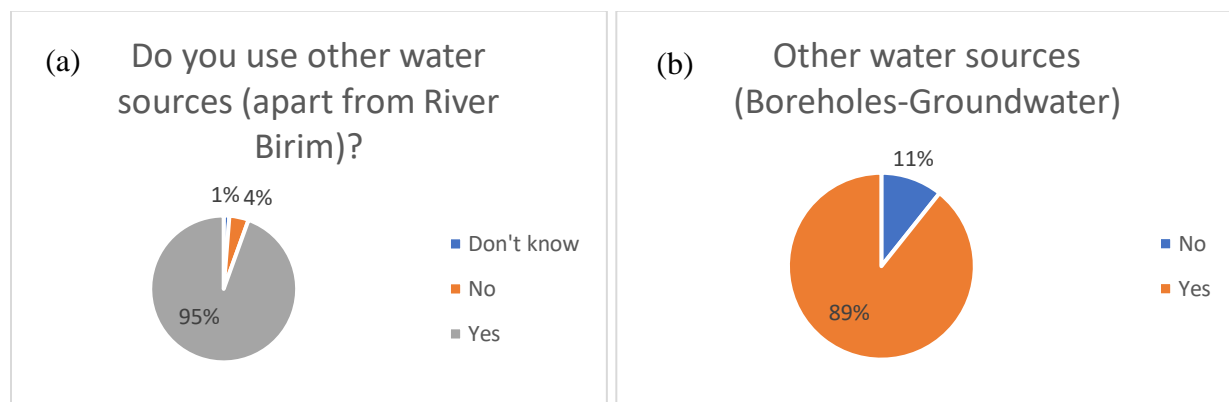 (a)
Do you use other water
sources (apart from River
Birim)?
1%
4%
95%
Don't know
No
Yes
(b)
Other water sources
(Boreholes-Groundwater)
11%
89%
No
Yes